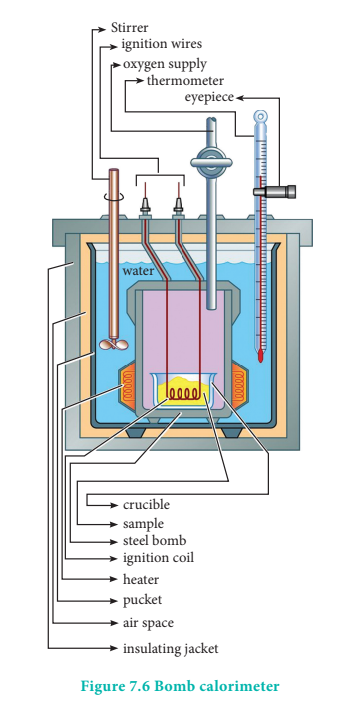 Stirrer
ignition wires
oxygen supply
thermometer
eyepiece
water
crucible
sample
steel bomb
ignition coil
heater
pucket
air space
insulating jacket
Figure 7.6 Bomb calorimeter